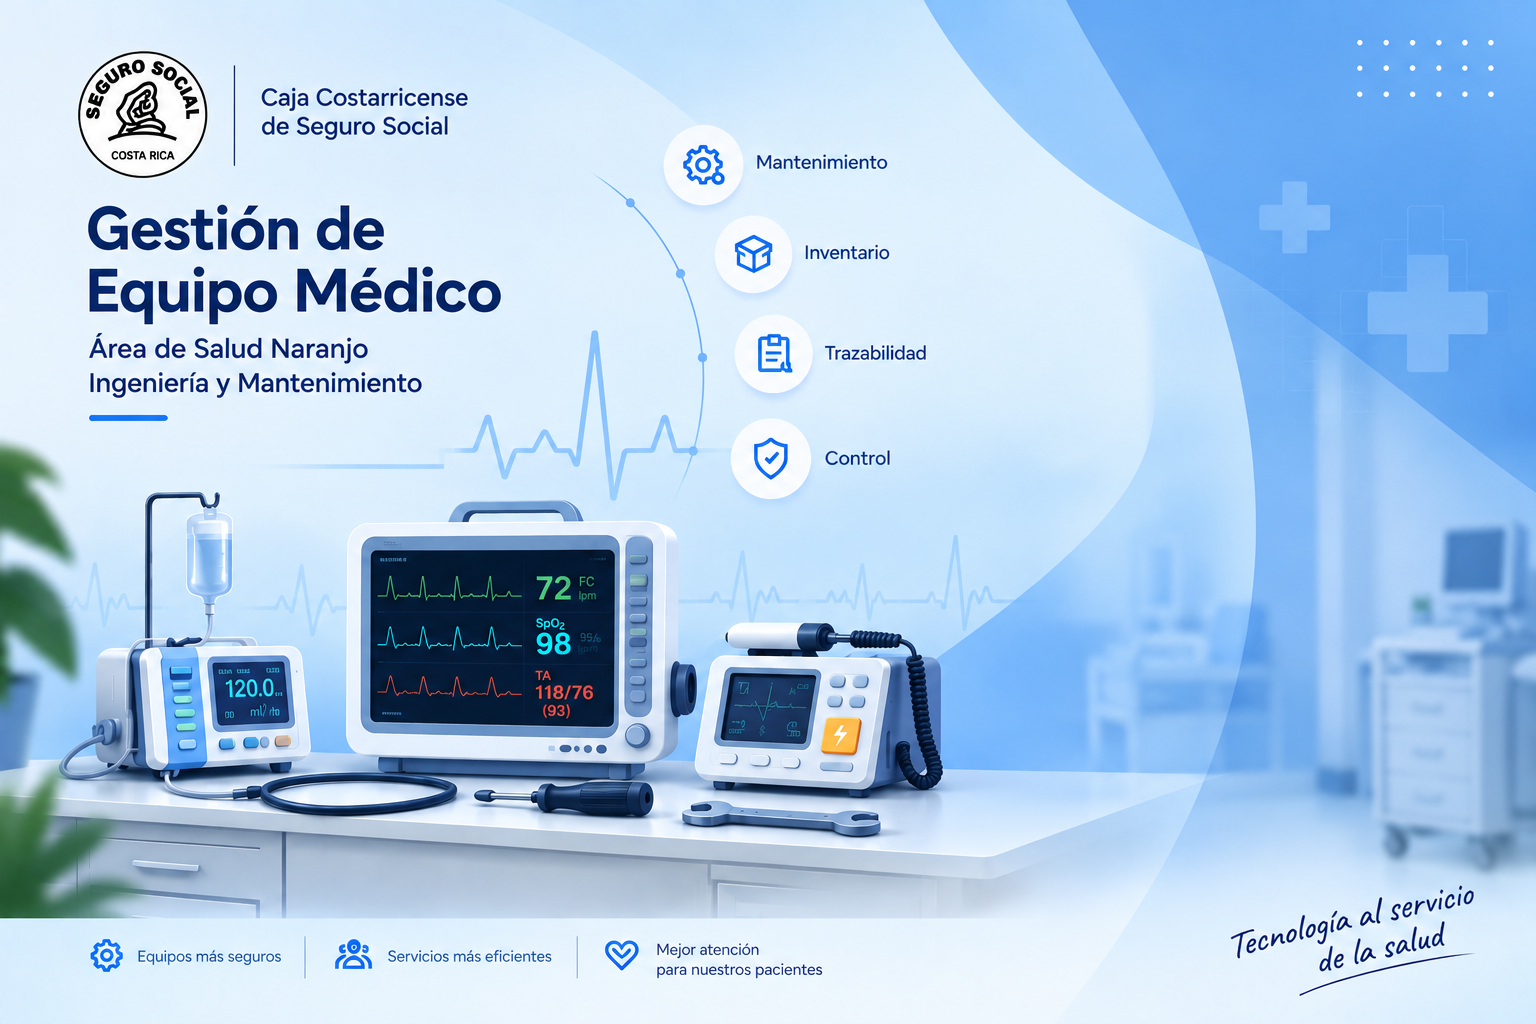 SEGURO SOCIAL
COSTA RICA
Caja Costarricense
de Seguro Social
Gestión de
Equipo Médico
Área de Salud Naranjo
Ingeniería y Mantenimiento
Mantenimiento
Inventario
Trazabilidad
Control
120.0
ml/
72 FC
lpm
SpO2
98 95%
TA
118/76
(93)
Equipos más seguros
Servicios más eficientes
Mejor atención
para nuestros pacientes
Tecnología al servicio
de la salud